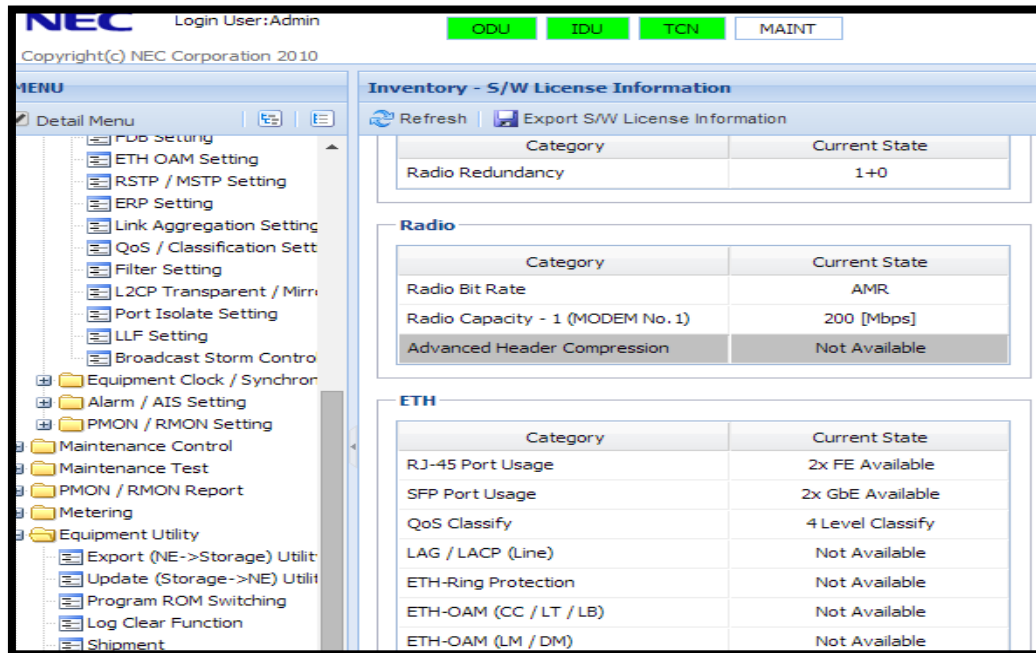 NEC
Login User:Admin
ODU IDU TCN MAINT
Copyright(c) NEC Corporation 2010
MENU
Detail Menu
FDB Setting
ETH OAM Setting
RSTP / MSTP Setting
ERP Setting
Link Aggregation Setting
QoS / Classification Sett
Filter Setting
L2CP Transparent / Mirr
Port Isolate Setting
LLF Setting
Broadcast Storm Contro
Equipment Clock / Synchron
Alarm / AIS Setting
PMON / RMON Setting
Maintenance Control
Maintenance Test
PMON / RMON Report
Metering
Equipment Utility
Export (NE->Storage) Utilit
Update (Storage->NE) Utilit
Program ROM Switching
Log Clear Function
Shipment
Inventory - S/W License Information
Refresh Export S/W License Information
Category Current State
Radio Redundancy 1+0
Radio
Category Current State
Radio Bit Rate AMR
Radio Capacity - 1 (MODEM No.1) 200 [Mbps]
Advanced Header Compression Not Available
ETH
Category Current State
RJ-45 Port Usage 2x FE Available
SFP Port Usage 2x GbE Available
QoS Classify 4 Level Classify
LAG / LACP (Line) Not Available
ETH-Ring Protection Not Available
ETH-OAM (CC / LT / LB) Not Available
ETH-OAM (LM / DM) Not Available